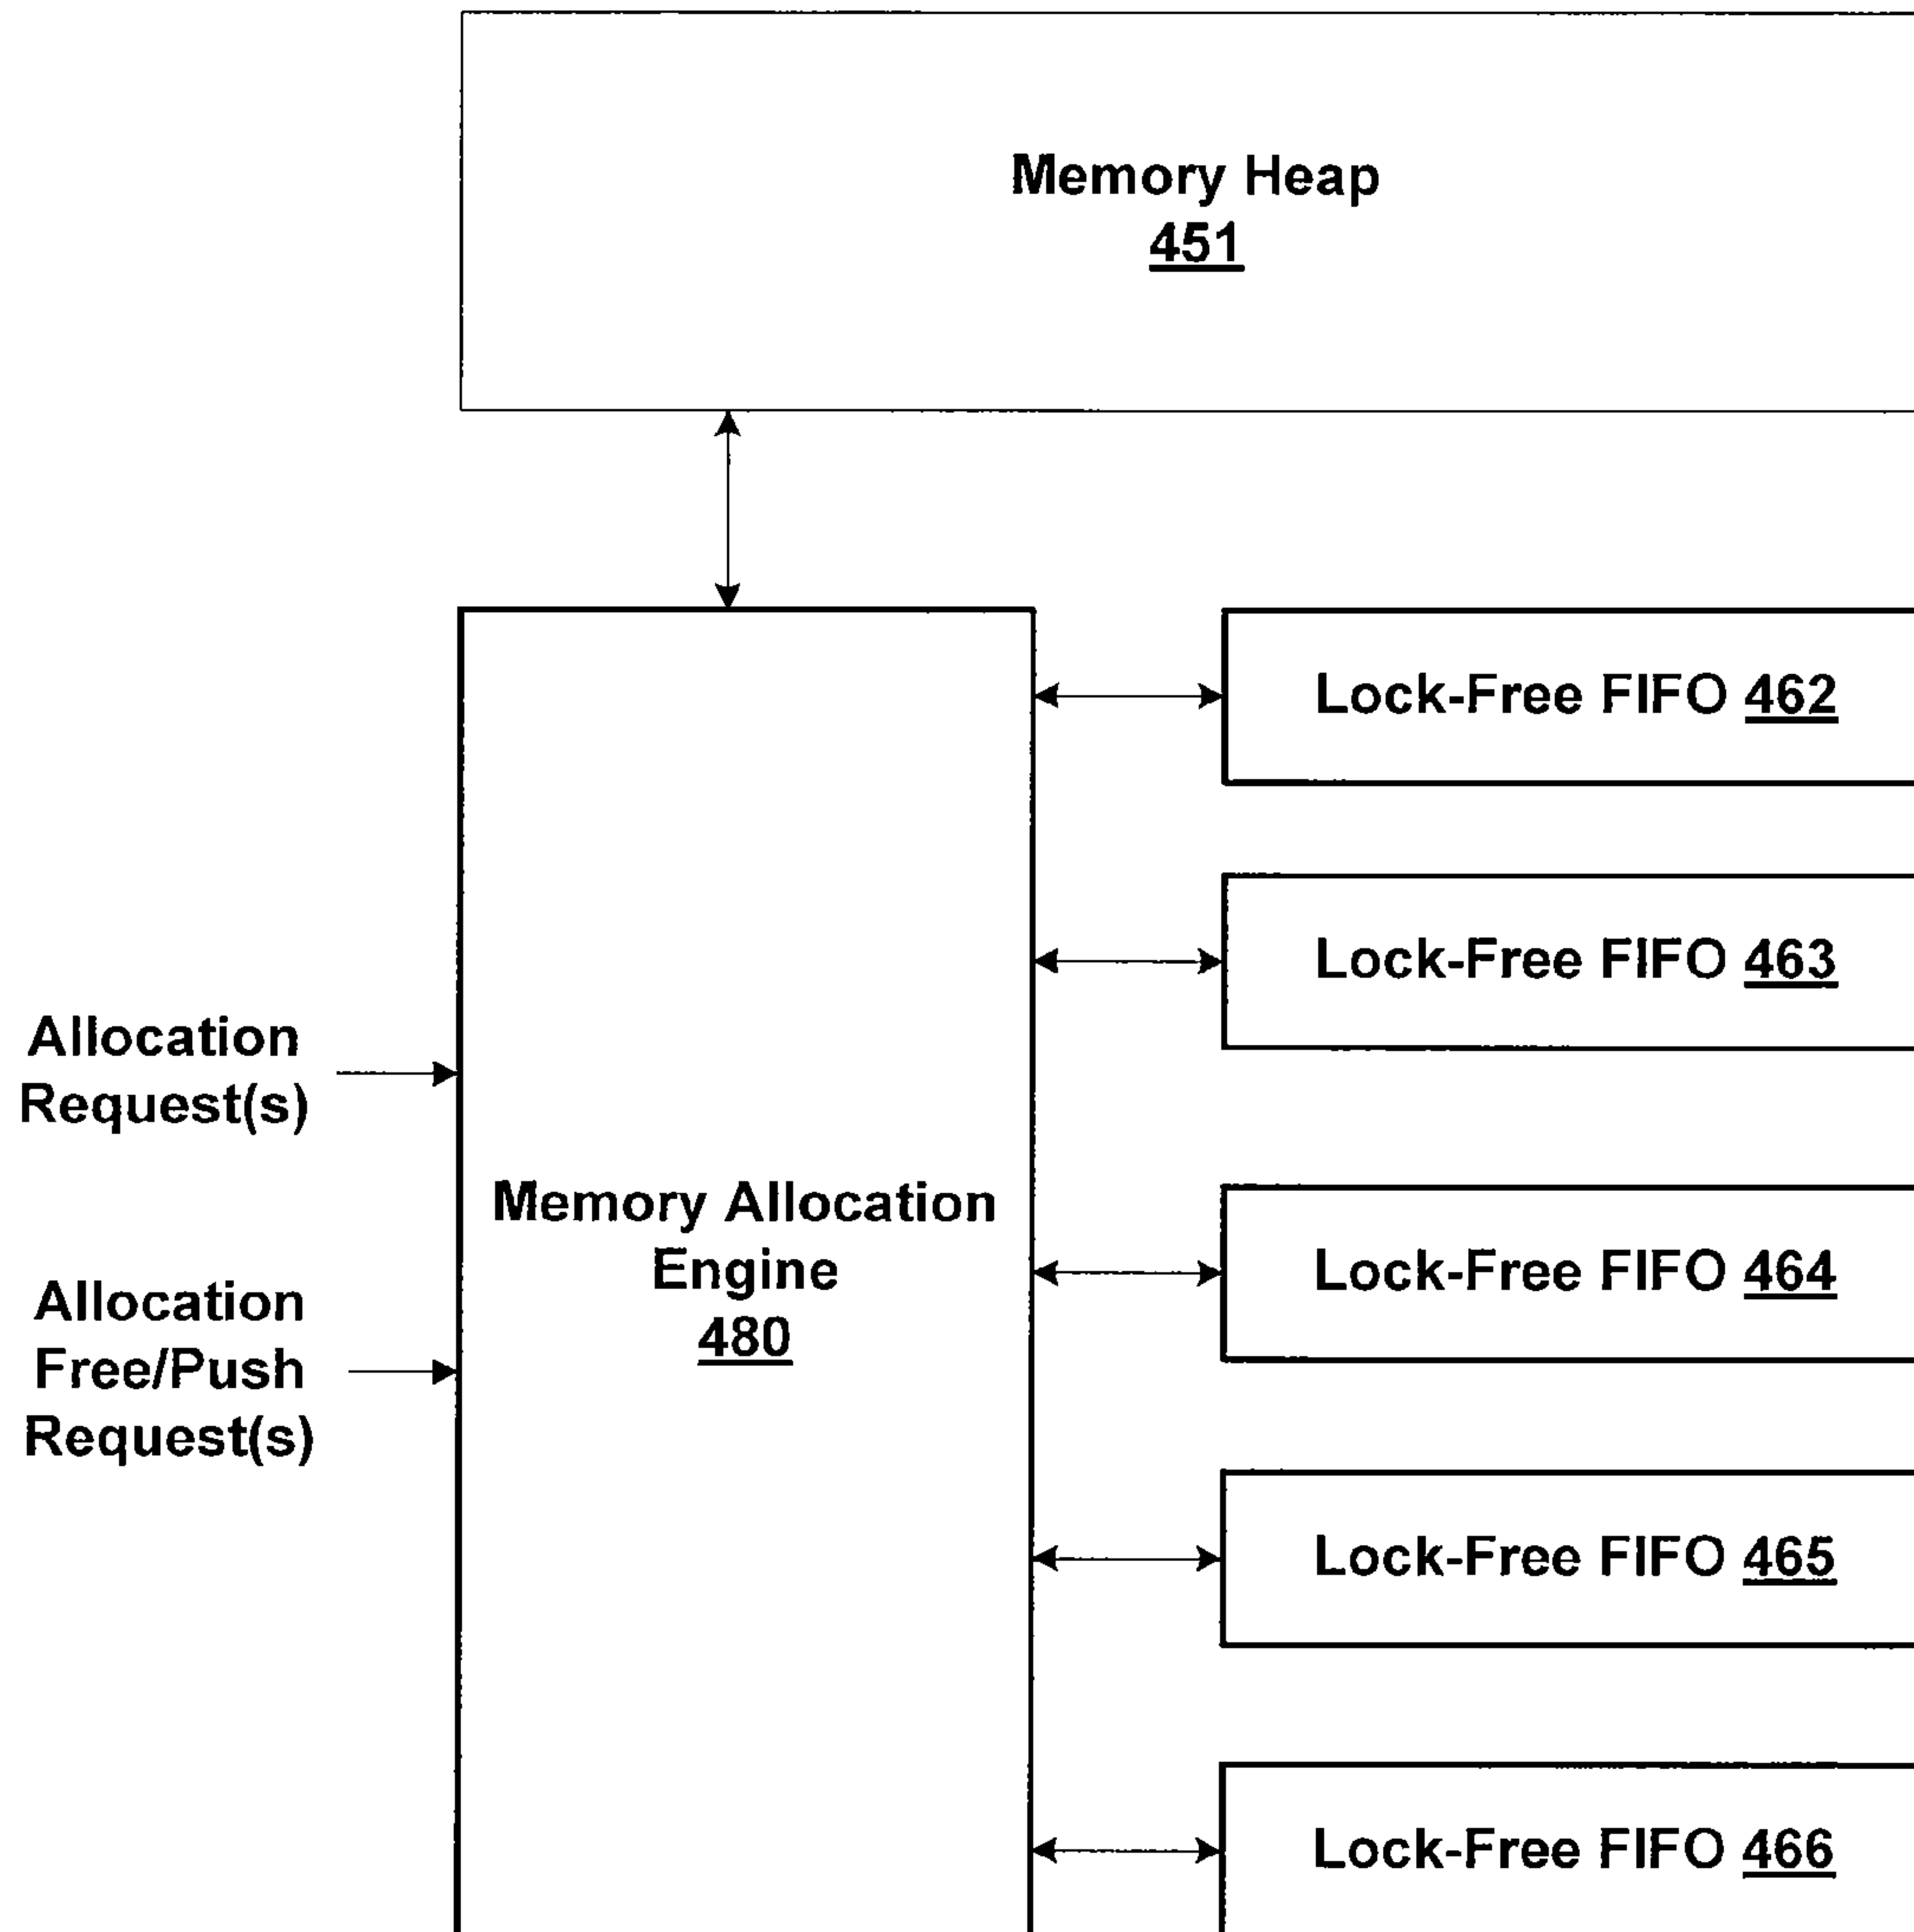 Memory Heap
451
Lock-Free FIFO 462
Lock-Free FIFO 463
Allocation
Request(s)
Memory Allocation
Engine
480
Lock-Free FIFO 464
Allocation
Free/Push
Request(s)
Lock-Free FIFO 465
Lock-Free FIFO 466